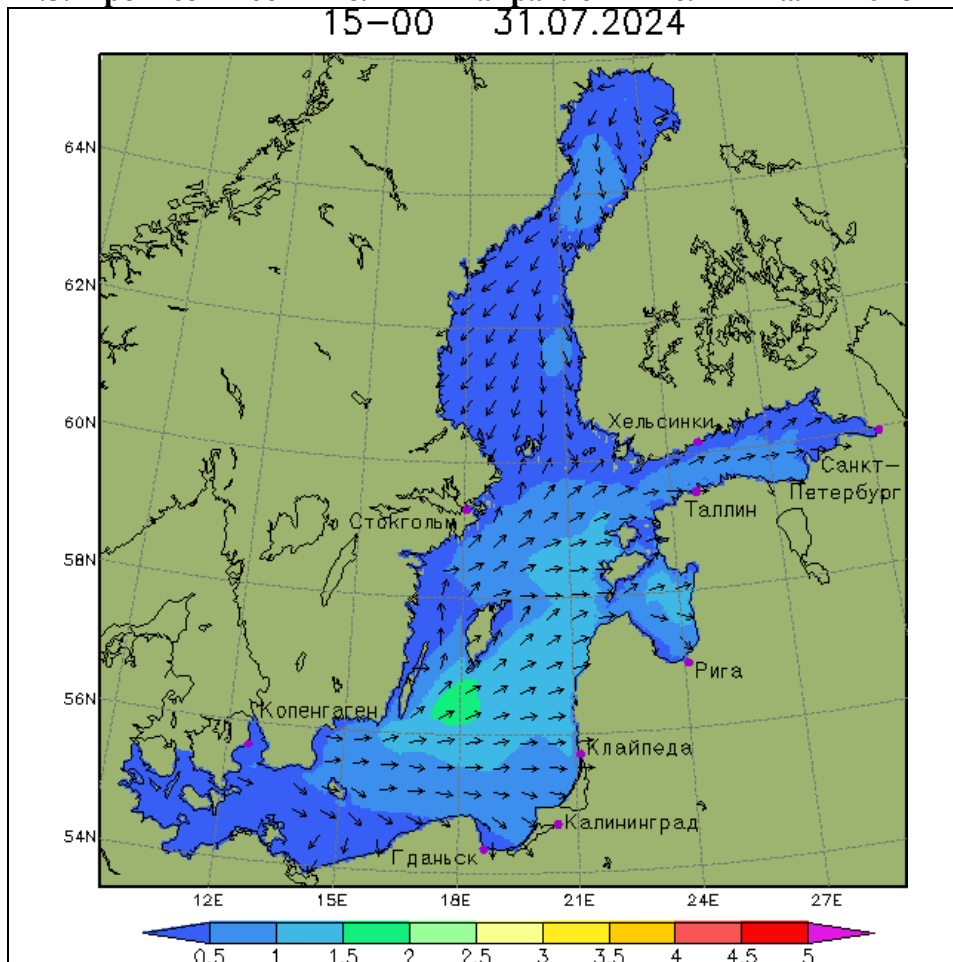 15-00 31.07.2024
64N
62N
60N
58N
56N
54N
Хельсинки
Санкт-
Петербург
Таллин
Стокгольм
Рига
Копенгаген
Клайпеда
Калининград
Гданьск
12E 15E 18E 21E 24E 27E
0.5 1 1.5 2 2.5 3 3.5 4 4.5 5